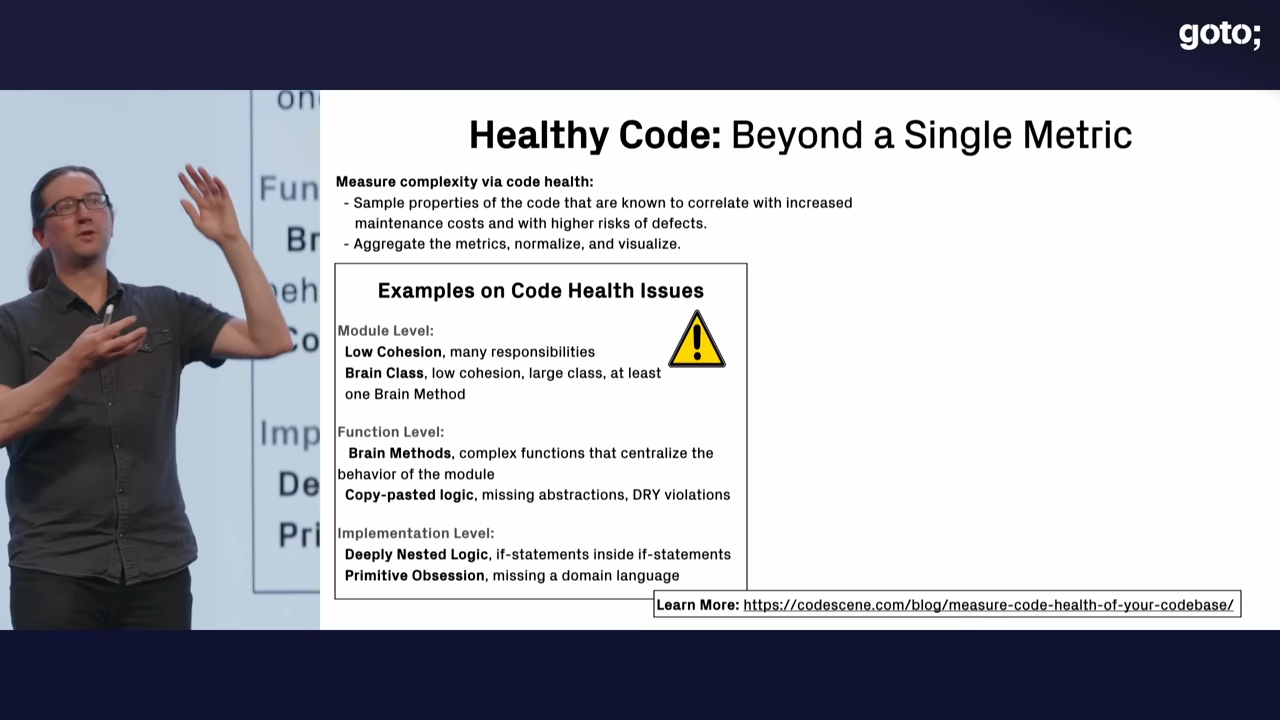 goto;
Healthy Code: Beyond a Single Metric
Measure complexity via code health:
- Sample properties of the code that are known to correlate with increased
maintenance costs and with higher risks of defects.
- Aggregate the metrics, normalize, and visualize.
Examples on Code Health Issues
Module Level:
Low Cohesion, many responsibilities
Brain Class, low cohesion, large class, at least
one Brain Method
Function Level:
Brain Methods, complex functions that centralize the
behavior of the module
Copy-pasted logic, missing abstractions, DRY violations
Implementation Level:
Deeply Nested Logic, if-statements inside if-statements
Primitive Obsession, missing a domain language
Learn More: https://codescene.com/blog/measure-code-health-of-your-codebase/
on
Fun
Br
beh
Co
Imp
De
Pri